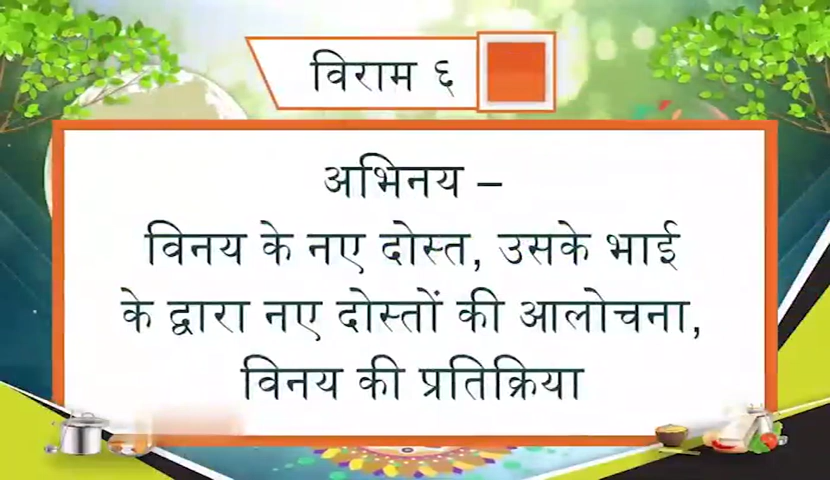 विराम ६
अभिनय –
विनय के नए दोस्त, उसके भाई
के द्वारा नए दोस्तों की आलोचना,
विनय की प्रतिक्रिया